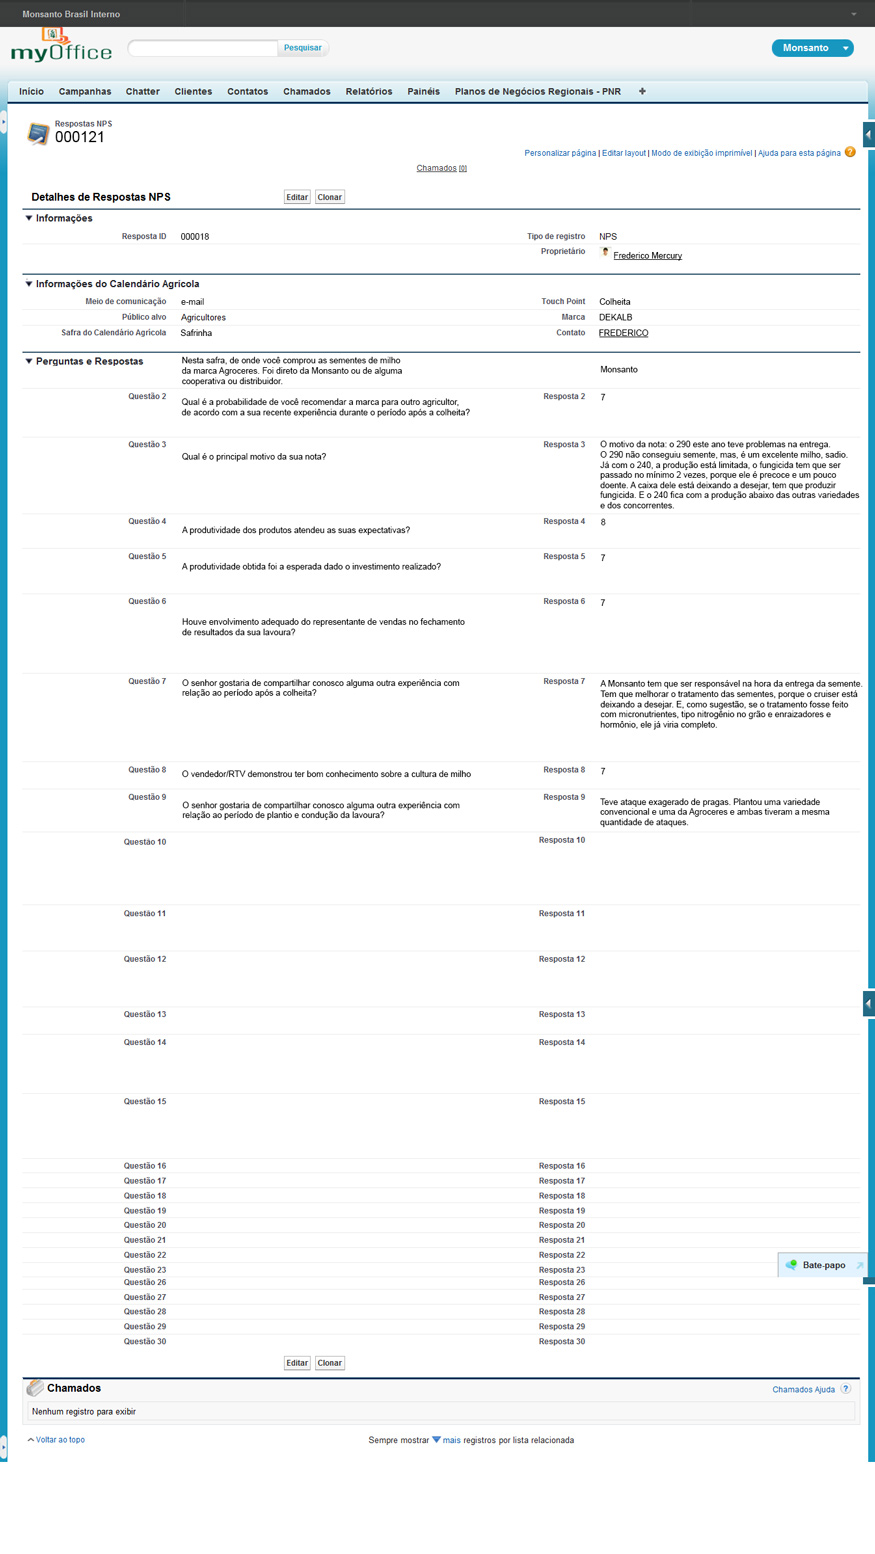 Monsanto Brasil Interno
myOffice
Pesquisar
Monsanto
Início Campanhas Chatter Clientes Contatos Chamados Relatórios Painéis Planos de Negócios Regionais - PNR +
Respostas NPS
000121
Personalizar página | Editar layout | Modo de exibição imprimível | Ajuda para esta página ?
Chamados [0]
Detalhes de Respostas NPS Editar Clonar
Informações
Resposta ID 000018 Tipo de registro NPS
Proprietário Frederico Mercury
Informações do Calendário Agrícola
Meio de comunicação e-mail Touch Point Colheita
Público alvo Agricultores Marca DEKALB
Safra do Calendário Agrícola Safrinha Contato FREDERICO
Perguntas e Respostas
Nesta safra, de onde você comprou as sementes de milho
da marca Agroceres. Foi direto da Monsanto ou de alguma
cooperativa ou distribuidor.
Monsanto
Questão 2
Qual é a probabilidade de você recomendar a marca para outro agricultor,
de acordo com a sua recente experiência durante o período após a colheita?
Resposta 2 7
Questão 3
Qual é o principal motivo da sua nota?
Resposta 3
O motivo da nota: o 290 este ano teve problemas na entrega.
O 290 não conseguiu semente, mas, é um excelente milho, sadio.
Já com o 240, a produção está limitada, o fungicida tem que ser
passado no mínimo 2 vezes, porque ele é precoce e um pouco
doente. A caixa dele está deixando a desejar, tem que produzir
fungicida. E o 240 fica com a produção abaixo das outras variedades
e dos concorrentes.
Questão 4
A produtividade dos produtos atendeu as suas expectativas?
Resposta 4 8
Questão 5
A produtividade obtida foi a esperada dado o investimento realizado?
Resposta 5 7
Questão 6
Houve envolvimento adequado do representante de vendas no fechamento
de resultados da sua lavoura?
Resposta 6 7
Questão 7
O senhor gostaria de compartilhar conosco alguma outra experiência com
relação ao período após a colheita?
Resposta 7
A Monsanto tem que ser responsável na hora da entrega da semente.
Tem que melhorar o tratamento das sementes, porque o cruiser está
deixando a desejar. E, como sugestão, se o tratamento fosse feito
com micronutrientes, tipo nitrogênio no grão e enraizadores e
hormônio, ele já viria completo.
Questão 8
O vendedor/RTV demonstrou ter bom conhecimento sobre a cultura de milho
Resposta 8 7
Questão 9
O senhor gostaria de compartilhar conosco alguma outra experiência com
relação ao período de plantio e condução da lavoura?
Resposta 9
Teve ataque exagerado de pragas. Plantou uma variedade
convencional e uma da Agroceres e ambas tiveram a mesma
quantidade de ataques.
Questão 10 Resposta 10
Questão 11 Resposta 11
Questão 12 Resposta 12
Questão 13 Resposta 13
Questão 14 Resposta 14
Questão 15 Resposta 15
Questão 16 Resposta 16
Questão 17 Resposta 17
Questão 18 Resposta 18
Questão 19 Resposta 19
Questão 20 Resposta 20
Questão 21 Resposta 21
Questão 22 Resposta 22
Questão 23 Resposta 23
Questão 26 Resposta 26
Questão 27 Resposta 27
Questão 28 Resposta 28
Questão 29 Resposta 29
Questão 30 Resposta 30
Bate-papo
Editar Clonar
Chamados Chamados Ajuda ?
Nenhum registro para exibir
Voltar ao topo Sempre mostrar mais registros por lista relacionada